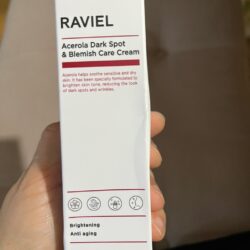 RAVIEL
Acerola Dark Spot
& Blemish Care Cream
Acerola helps soothe sensitive and dry
skin. It has been specially formulated to
brighten skin tone, reducing the look
of dark spots and wrinkles.
Brightening
Anti aging